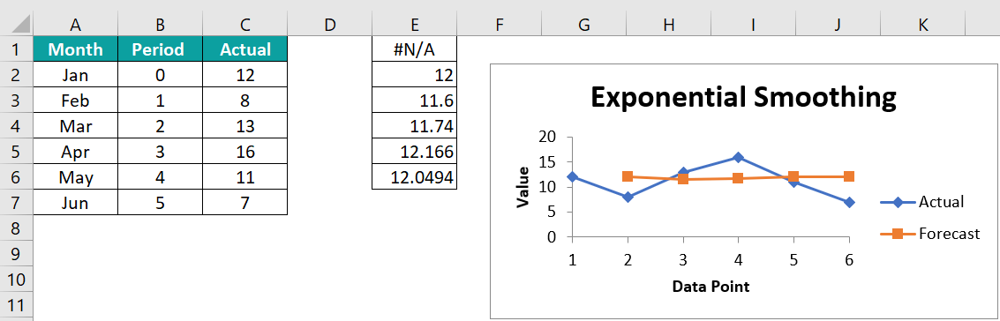 A B C D E F G H I J K
1 Month Period Actual #N/A
2 Jan 0 12 12
3 Feb 1 8 11.6
4 Mar 2 13 11.74
5 Apr 3 16 12.166
6 May 4 11 12.0494
7 Jun 5 7
8
9
10
11
Exponential Smoothing
20
15
10
5
0
Value
1 2 3 4 5 6
Data Point
Actual
Forecast